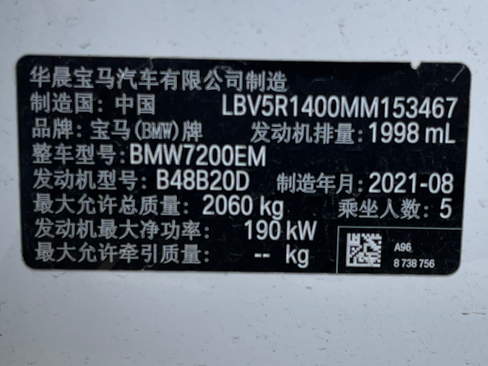 华晨宝马汽车有限公司制造
制造国: 中国 LBV5R1400MM153467
品牌: 宝马(BMW)牌 发动机排量: 1998 mL
整车型号: BMW7200EM
发动机型号: B48B20D 制造年月: 2021-08
最大允许总质量: 2060 kg 乘坐人数: 5
发动机最大净功率: 190 kW
最大允许牵引质量: -- kg
A96
8 738 756